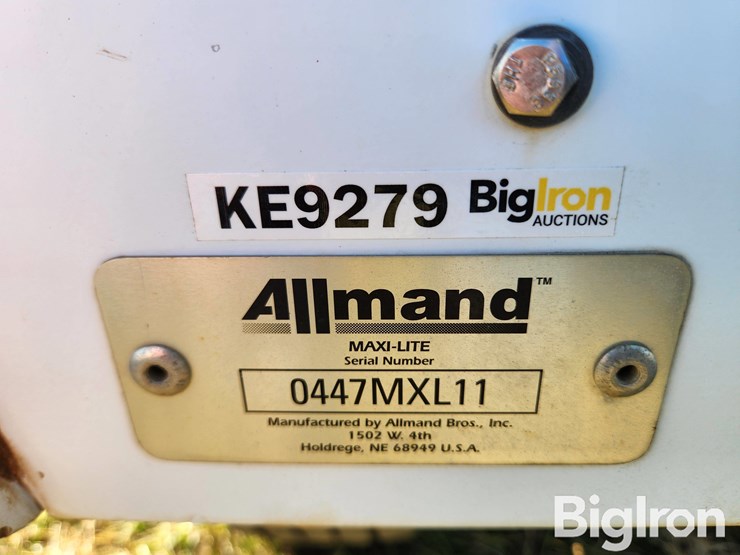 KE9279 BigIron
AUCTIONS
Allmand™
MAXI-LITE
Serial Number
0447MXL11
Manufactured by Allmand Bros., Inc.
1502 W. 4th
Holdrege, NE 68949 U.S.A.
BigIron